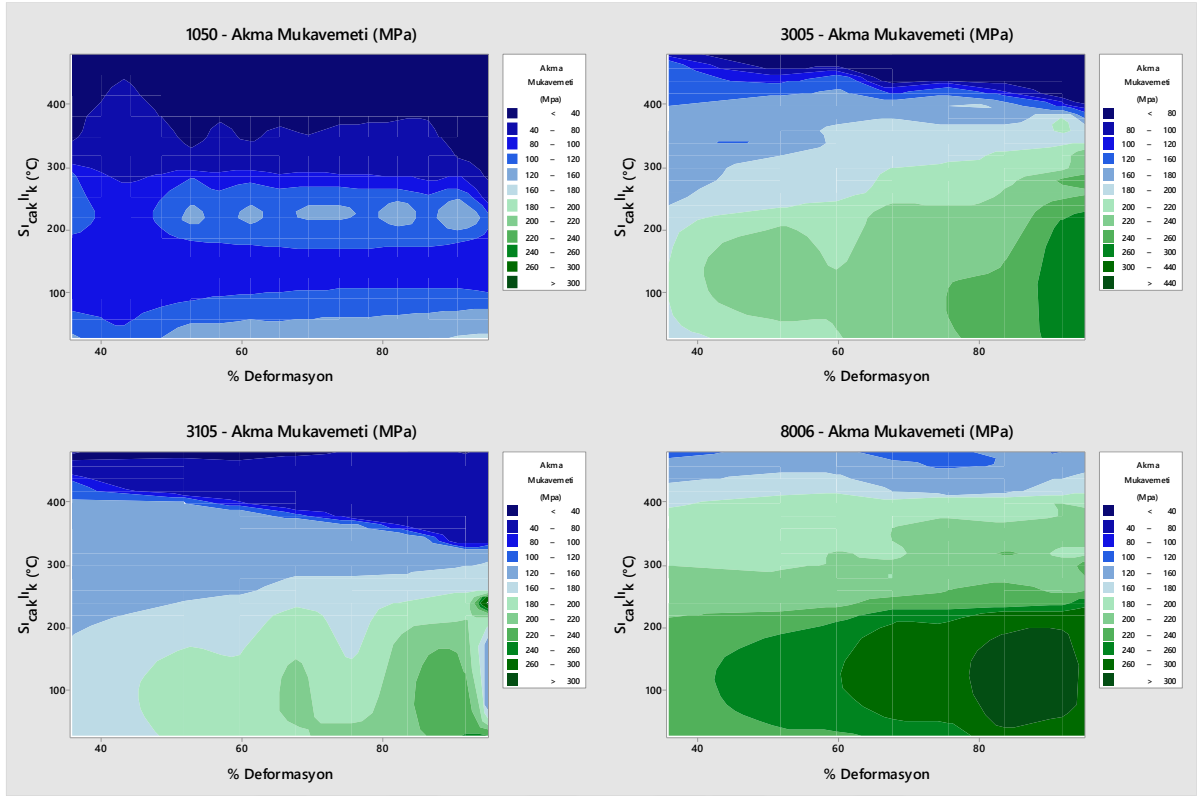 1050 - Akma Mukavemeti (MPa)
Akma
Mukavemeti
(Mpa)
< 40
40 – 80
80 – 100
100 – 120
120 – 160
160 – 180
180 – 200
200 – 220
220 – 240
240 – 260
260 – 300
> 300
400
300
200
100
40 60 80
Sıcaklık (°C)
% Deformasyon
3005 - Akma Mukavemeti (MPa)
Akma
Mukavemeti
(Mpa)
< 80
80 – 100
100 – 120
120 – 160
160 – 180
180 – 200
200 – 220
220 – 240
240 – 260
260 – 300
300 – 440
> 440
400
300
200
100
40 60 80
Sıcaklık (°C)
% Deformasyon
3105 - Akma Mukavemeti (MPa)
Akma
Mukavemeti
(Mpa)
< 40
40 – 80
80 – 100
100 – 120
120 – 160
160 – 180
180 – 200
200 – 220
220 – 240
240 – 260
260 – 300
> 300
400
300
200
100
40 60 80
Sıcaklık (°C)
% Deformasyon
8006 - Akma Mukavemeti (MPa)
Akma
Mukavemeti
(Mpa)
< 40
40 – 80
80 – 100
100 – 120
120 – 160
160 – 180
180 – 200
200 – 220
220 – 240
240 – 260
260 – 300
> 300
400
300
200
100
40 60 80
Sıcaklık (°C)
% Deformasyon